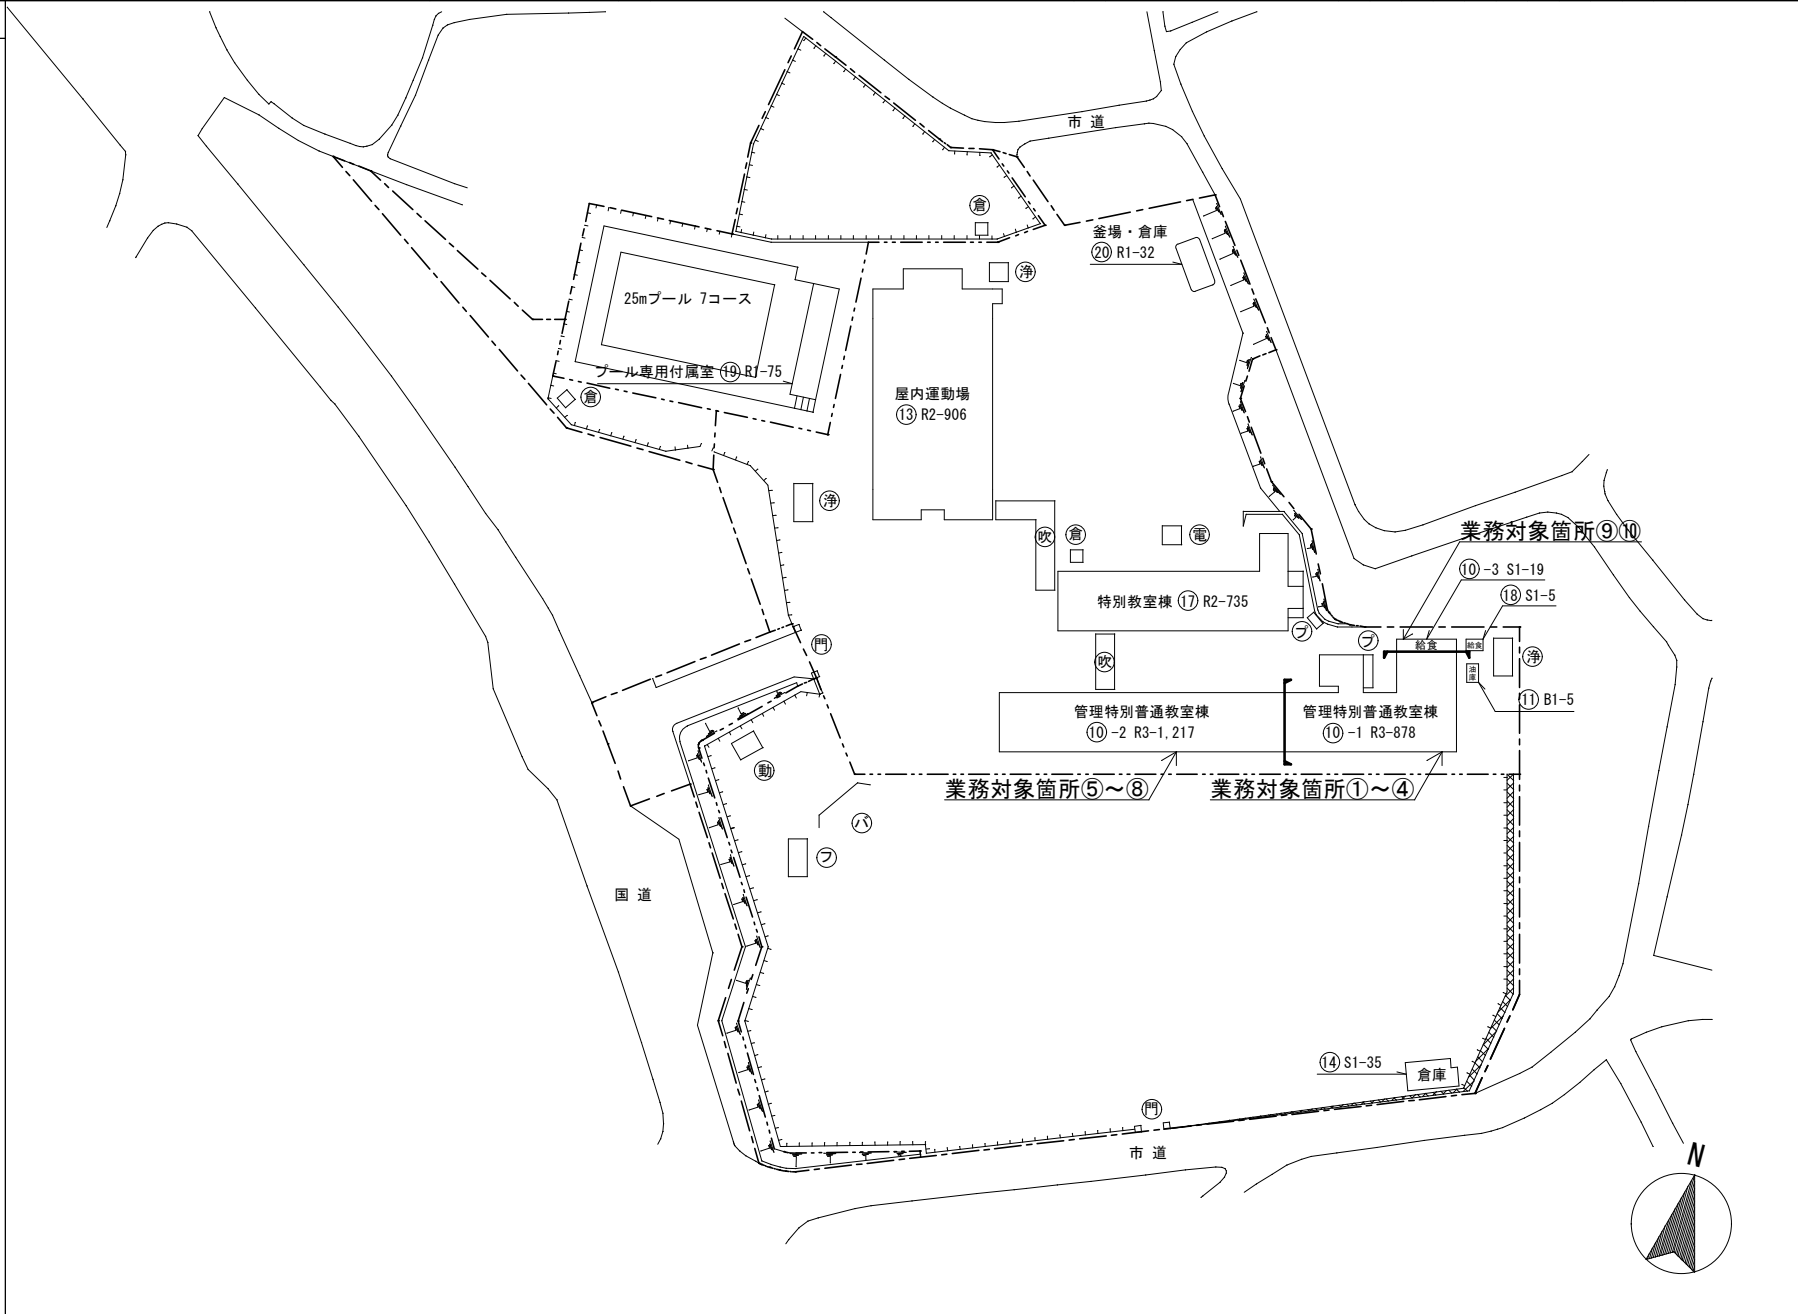 市 道
倉
釜場・倉庫
⑳ R1-32
浄
25mプール 7コース
プール専用付属室 ⑲ R1-75
倉
屋内運動場
⑬ R2-906
浄
吹
倉
電
業務対象箇所⑨⑩
⑩ -3 S1-19
⑱ S1-5
特別教室棟 ⑰ R2-735
プ
プ
給食
給食
浄
門
吹
油庫
⑪ B1-5
管理特別普通教室棟
⑩ -2 R3-1,217
管理特別普通教室棟
⑩ -1 R3-878
動
業務対象箇所⑤～⑧
業務対象箇所①～④
バ
フ
国 道
⑭ S1-35
倉庫
門
市 道
N